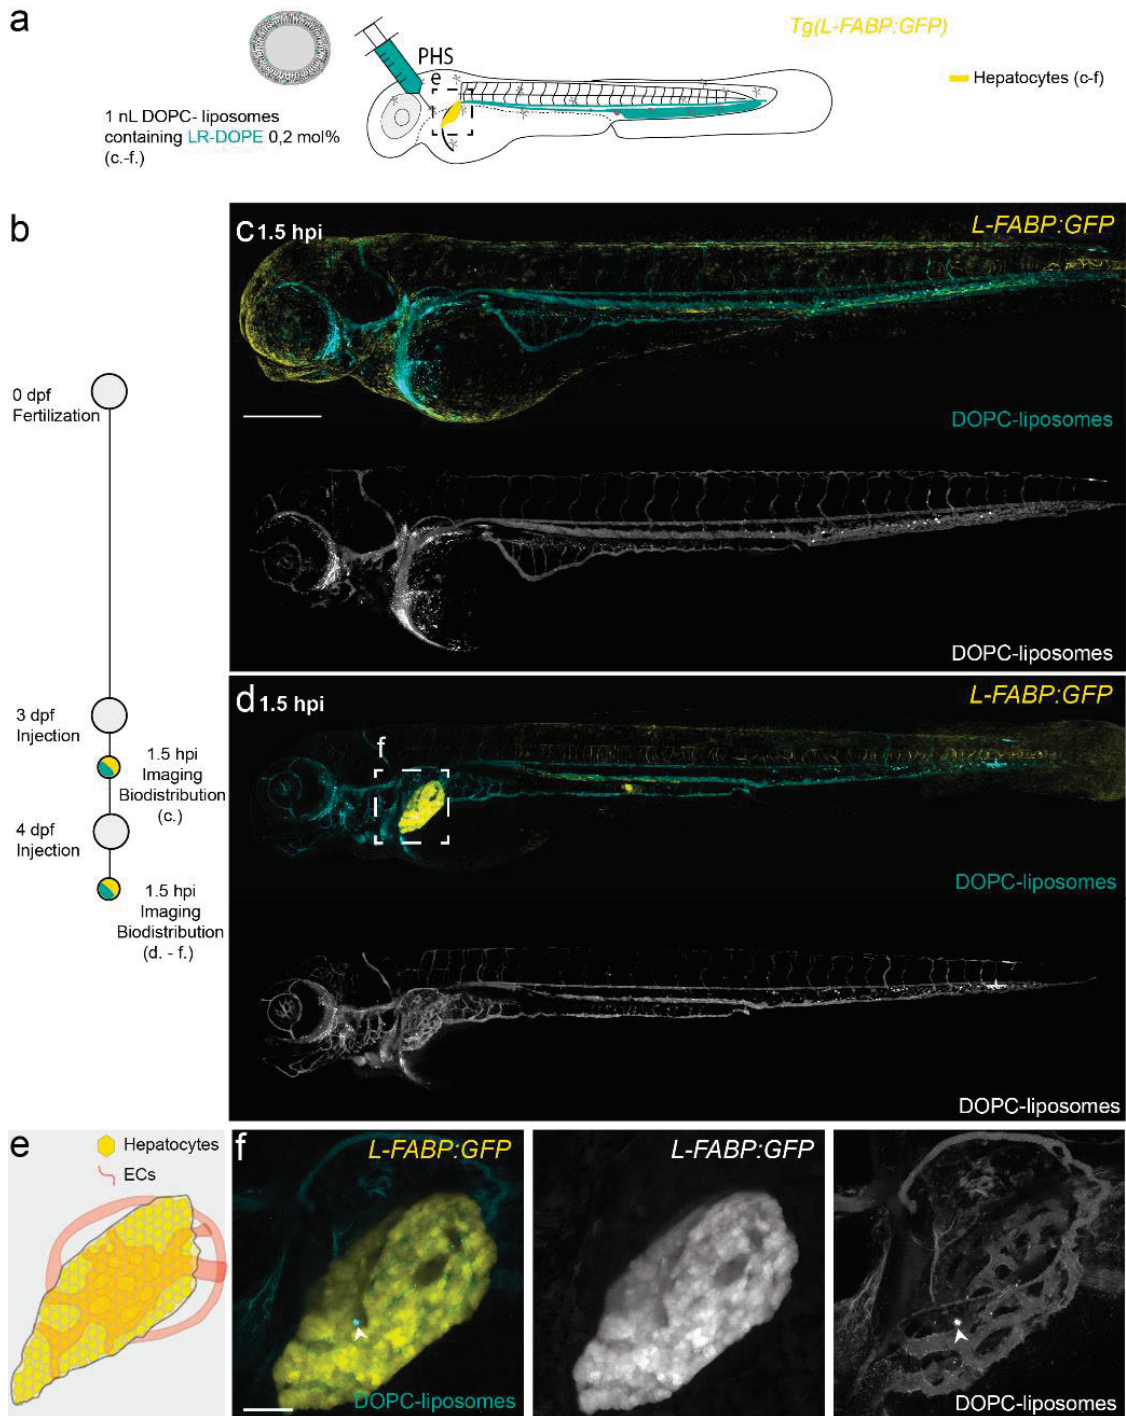 a
Tg(L-FABP:GFP)
PHS
e
Hepatocytes (c-f)
1 nL DOPC- liposomes
containing LR-DOPE 0,2 mol%
(c.-f.)
b
0 dpf
Fertilization
3 dpf
Injection
1.5 hpi
Imaging
Biodistribution
(c.)
4 dpf
Injection
1.5 hpi
Imaging
Biodistribution
(d. - f.)
c 1.5 hpi
L-FABP:GFP
DOPC-liposomes
DOPC-liposomes
d 1.5 hpi
L-FABP:GFP
f
DOPC-liposomes
DOPC-liposomes
e
Hepatocytes
ECs
f
L-FABP:GFP
DOPC-liposomes
L-FABP:GFP
DOPC-liposomes